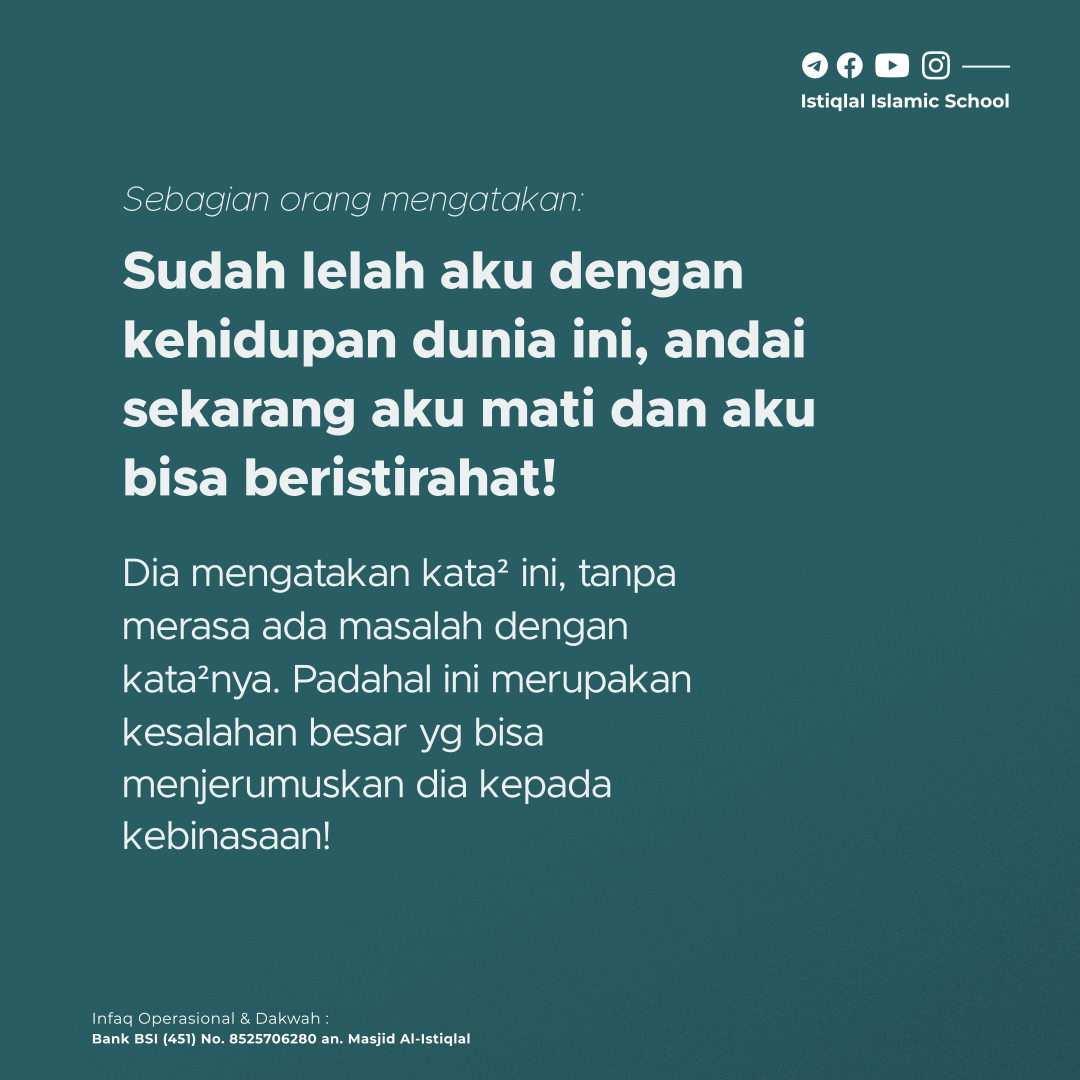 Istiqlal Islamic School
Sebagian orang mengatakan:
Sudah lelah aku dengan
kehidupan dunia ini, andai
sekarang aku mati dan aku
bisa beristirahat!
Dia mengatakan kata² ini, tanpa
merasa ada masalah dengan
kata²nya. Padahal ini merupakan
kesalahan besar yg bisa
menjerumuskan dia kepada
kebinasaan!
Infaq Operasional & Dakwah :
Bank BSI (451) No. 8525706280 an. Masjid Al-Istiqlal